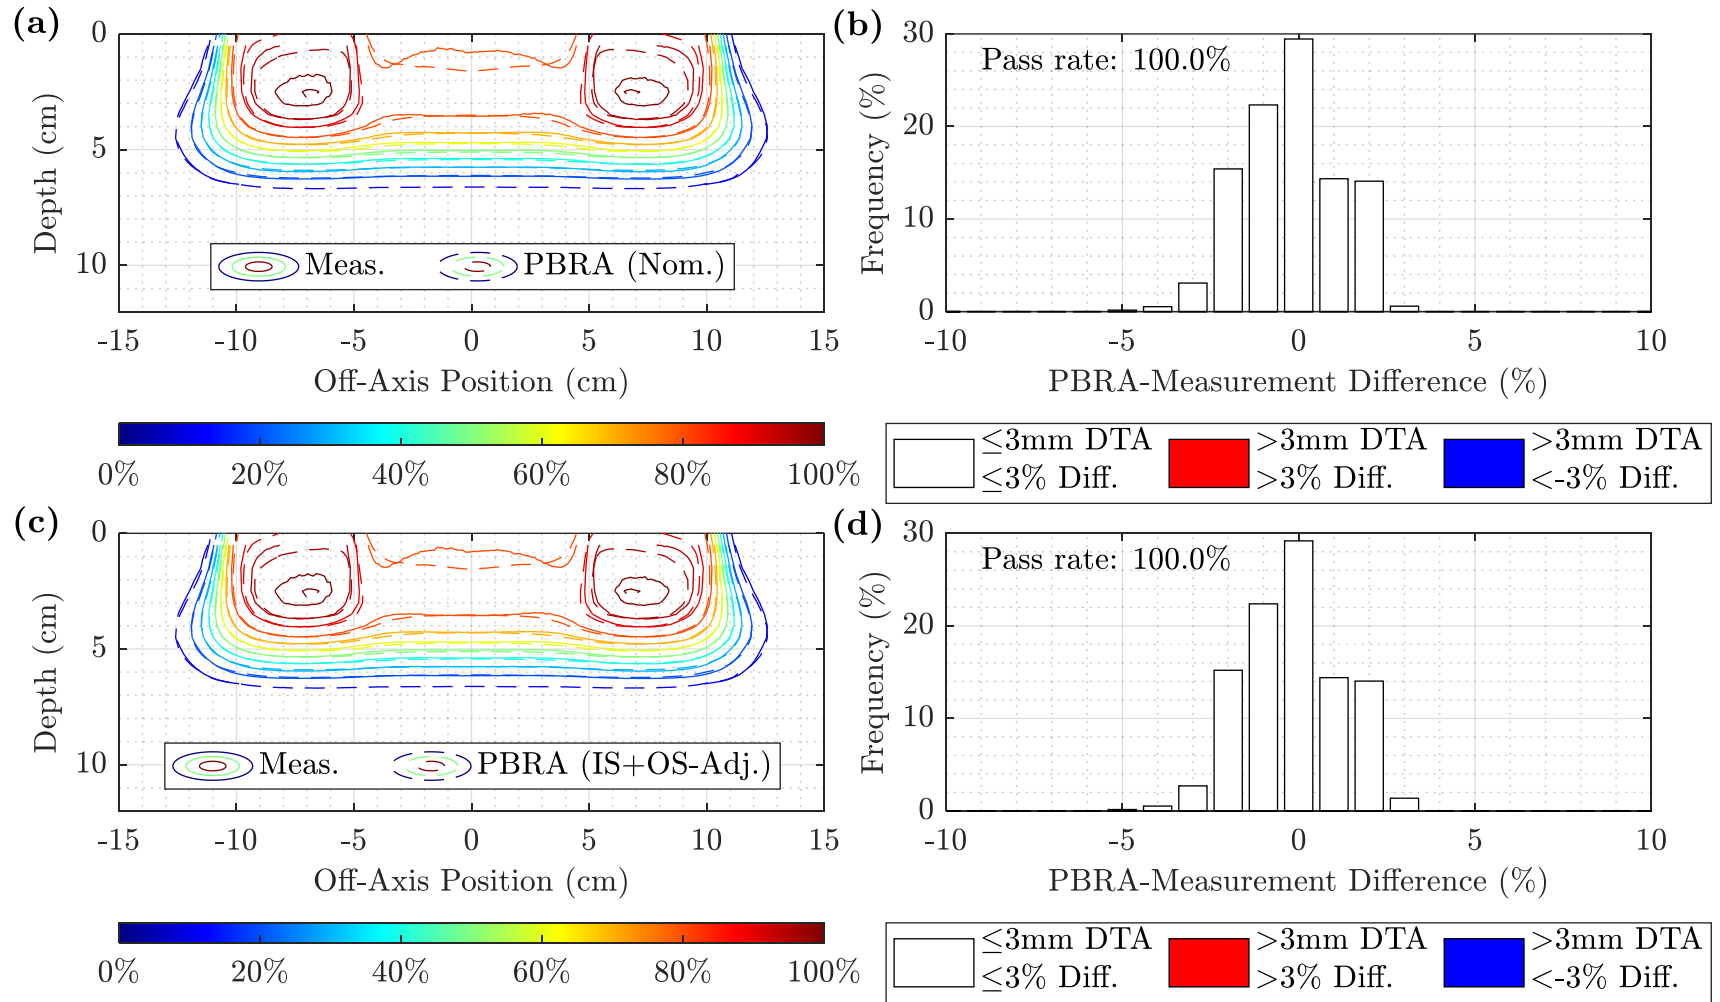 (a)
0
5
10
Depth (cm)
Meas.
PBRA (Nom.)
-15 -10 -5 0 5 10 15
Off-Axis Position (cm)
0% 20% 40% 60% 80% 100%
(b)
30
20
10
0
Frequency (%)
Pass rate: 100.0%
-10 -5 0 5 10
PBRA-Measurement Difference (%)
≤3mm DTA
≤3% Diff.
>3mm DTA
>3% Diff.
>3mm DTA
<-3% Diff.
(c)
0
5
10
Depth (cm)
Meas.
PBRA (IS+OS-Adj.)
-15 -10 -5 0 5 10 15
Off-Axis Position (cm)
0% 20% 40% 60% 80% 100%
(d)
30
20
10
0
Frequency (%)
Pass rate: 100.0%
-10 -5 0 5 10
PBRA-Measurement Difference (%)
≤3mm DTA
≤3% Diff.
>3mm DTA
>3% Diff.
>3mm DTA
<-3% Diff.